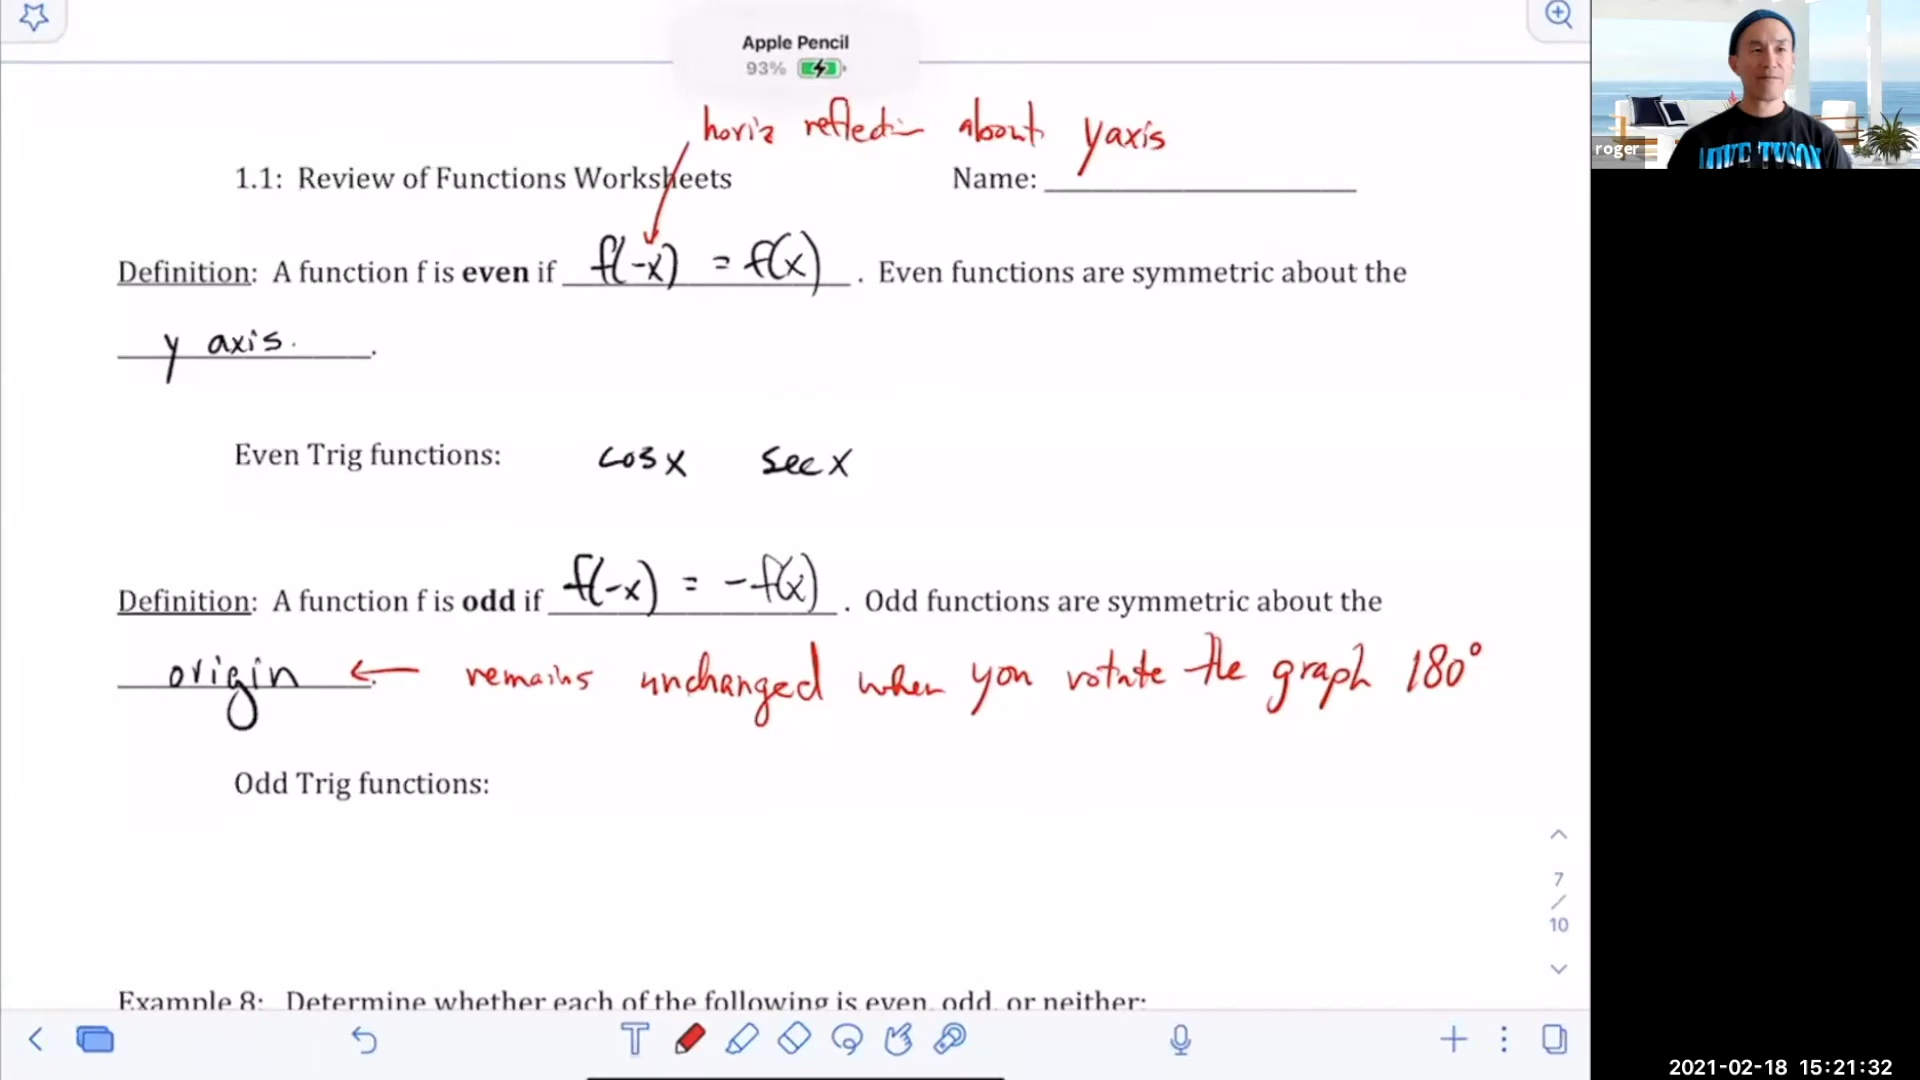 Apple Pencil
93%
horiz reflection about yaxis
1.1: Review of Functions Worksheets Name:
roger
Definition: A function f is even if f(-x) = f(x). Even functions are symmetric about the
y axis.
Even Trig functions: cos x sec x
Definition: A function f is odd if f(-x) = -f(x). Odd functions are symmetric about the
origin ← remains unchanged when you rotate the graph 180°
Odd Trig functions:
7
/
10
Example 8: Determine whether each of the following is even, odd, or neither:
2021-02-18 15:21:32